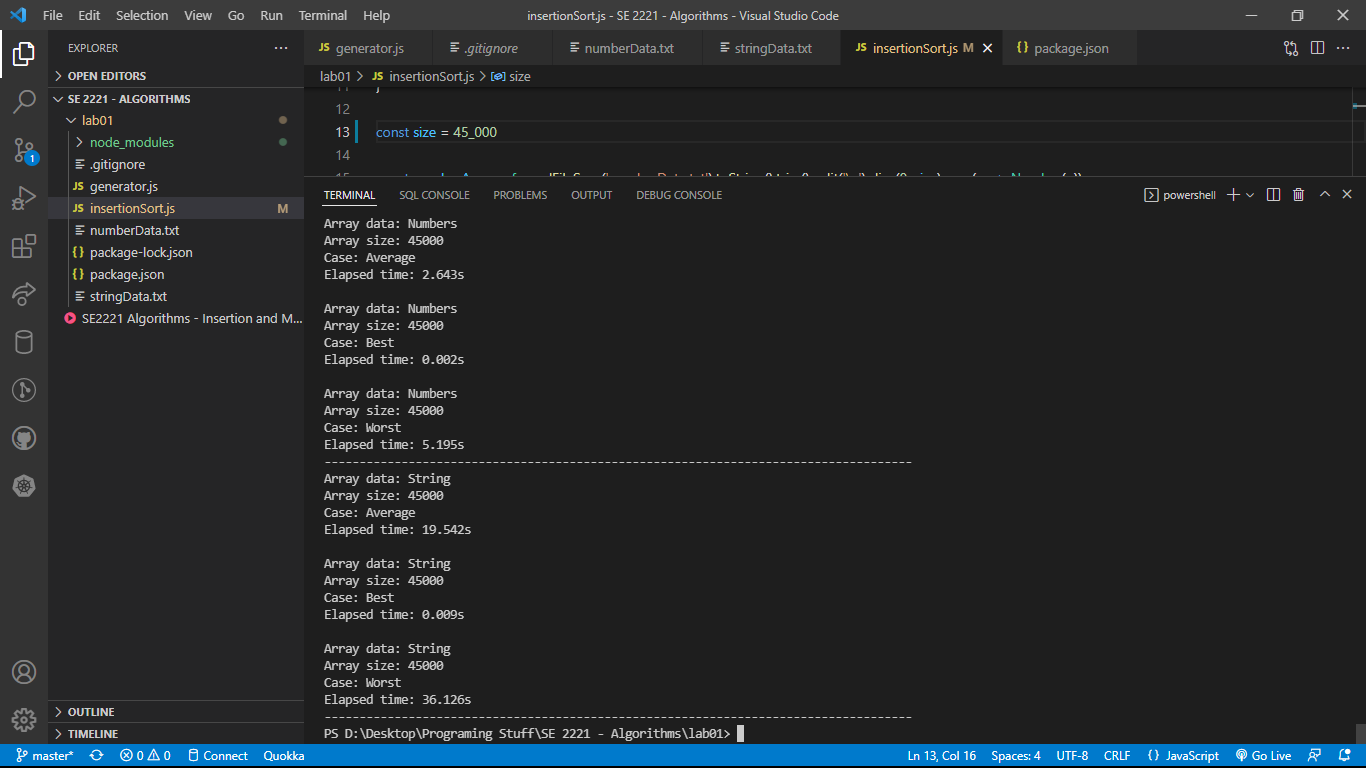 File Edit Selection View Go Run Terminal Help insertionSort.js - SE 2221 - Algorithms - Visual Studio Code
EXPLORER
OPEN EDITORS
SE 2221 - ALGORITHMS
lab01
node_modules
.gitignore
JS generator.js
JS insertionSort.js M
numberData.txt
{} package-lock.json
{} package.json
stringData.txt
SE2221 Algorithms - Insertion and M...
OUTLINE
TIMELINE
1
JS generator.js .gitignore numberData.txt stringData.txt JS insertionSort.js M {} package.json
lab01 > JS insertionSort.js > size
12
13 const size = 45_000
14
TERMINAL SQL CONSOLE PROBLEMS OUTPUT DEBUG CONSOLE powershell
Array data: Numbers
Array size: 45000
Case: Average
Elapsed time: 2.643s
Array data: Numbers
Array size: 45000
Case: Best
Elapsed time: 0.002s
Array data: Numbers
Array size: 45000
Case: Worst
Elapsed time: 5.195s
------------------------------------------------------------------------------------
Array data: String
Array size: 45000
Case: Average
Elapsed time: 19.542s
Array data: String
Array size: 45000
Case: Best
Elapsed time: 0.009s
Array data: String
Array size: 45000
Case: Worst
Elapsed time: 36.126s
------------------------------------------------------------------------------------
PS D:\Desktop\Programing Stuff\SE 2221 - Algorithms\lab01>
master* 0 0 Connect Quokka Ln 13, Col 16 Spaces: 4 UTF-8 CRLF {} JavaScript Go Live